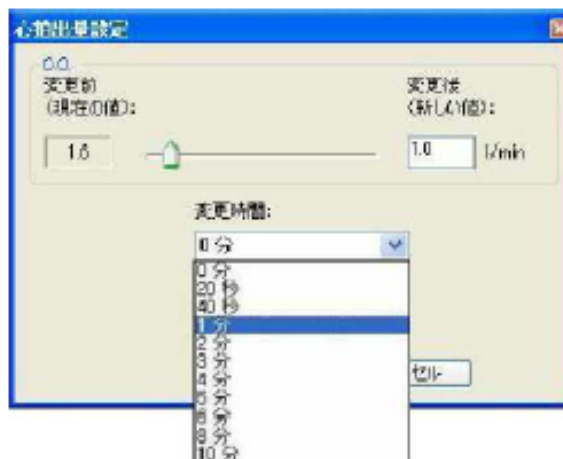 心拍出量設定
C.O.
変更前
(現在の値):
変更後
(新しい値):
1.6
1.0
l/min
変更時間:
0 分
0 分
20 秒
40 秒
1 分
2 分
3 分
4 分
5 分
6 分
8 分
10 分
セル